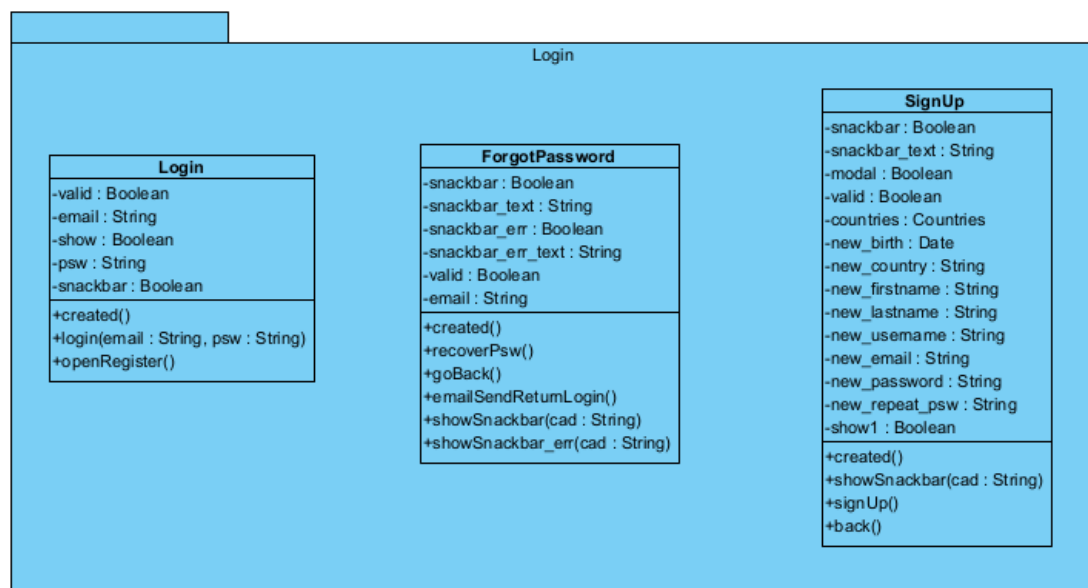 Login
Login
-valid : Boolean
-email : String
-show : Boolean
-psw : String
-snackbar : Boolean
+created()
+login(email : String, psw : String)
+openRegister()
ForgotPassword
-snackbar : Boolean
-snackbar_text : String
-snackbar_err : Boolean
-snackbar_err_text : String
-valid : Boolean
-email : String
+created()
+recoverPsw()
+goBack()
+emailSendReturnLogin()
+showSnackbar(cad : String)
+showSnackbar_err(cad : String)
SignUp
-snackbar : Boolean
-snackbar_text : String
-modal : Boolean
-valid : Boolean
-countries : Countries
-new_birth : Date
-new_country : String
-new_firstname : String
-new_lastname : String
-new_username : String
-new_email : String
-new_password : String
-new_repeat_psw : String
-show1 : Boolean
+created()
+showSnackbar(cad : String)
+signUp()
+back()